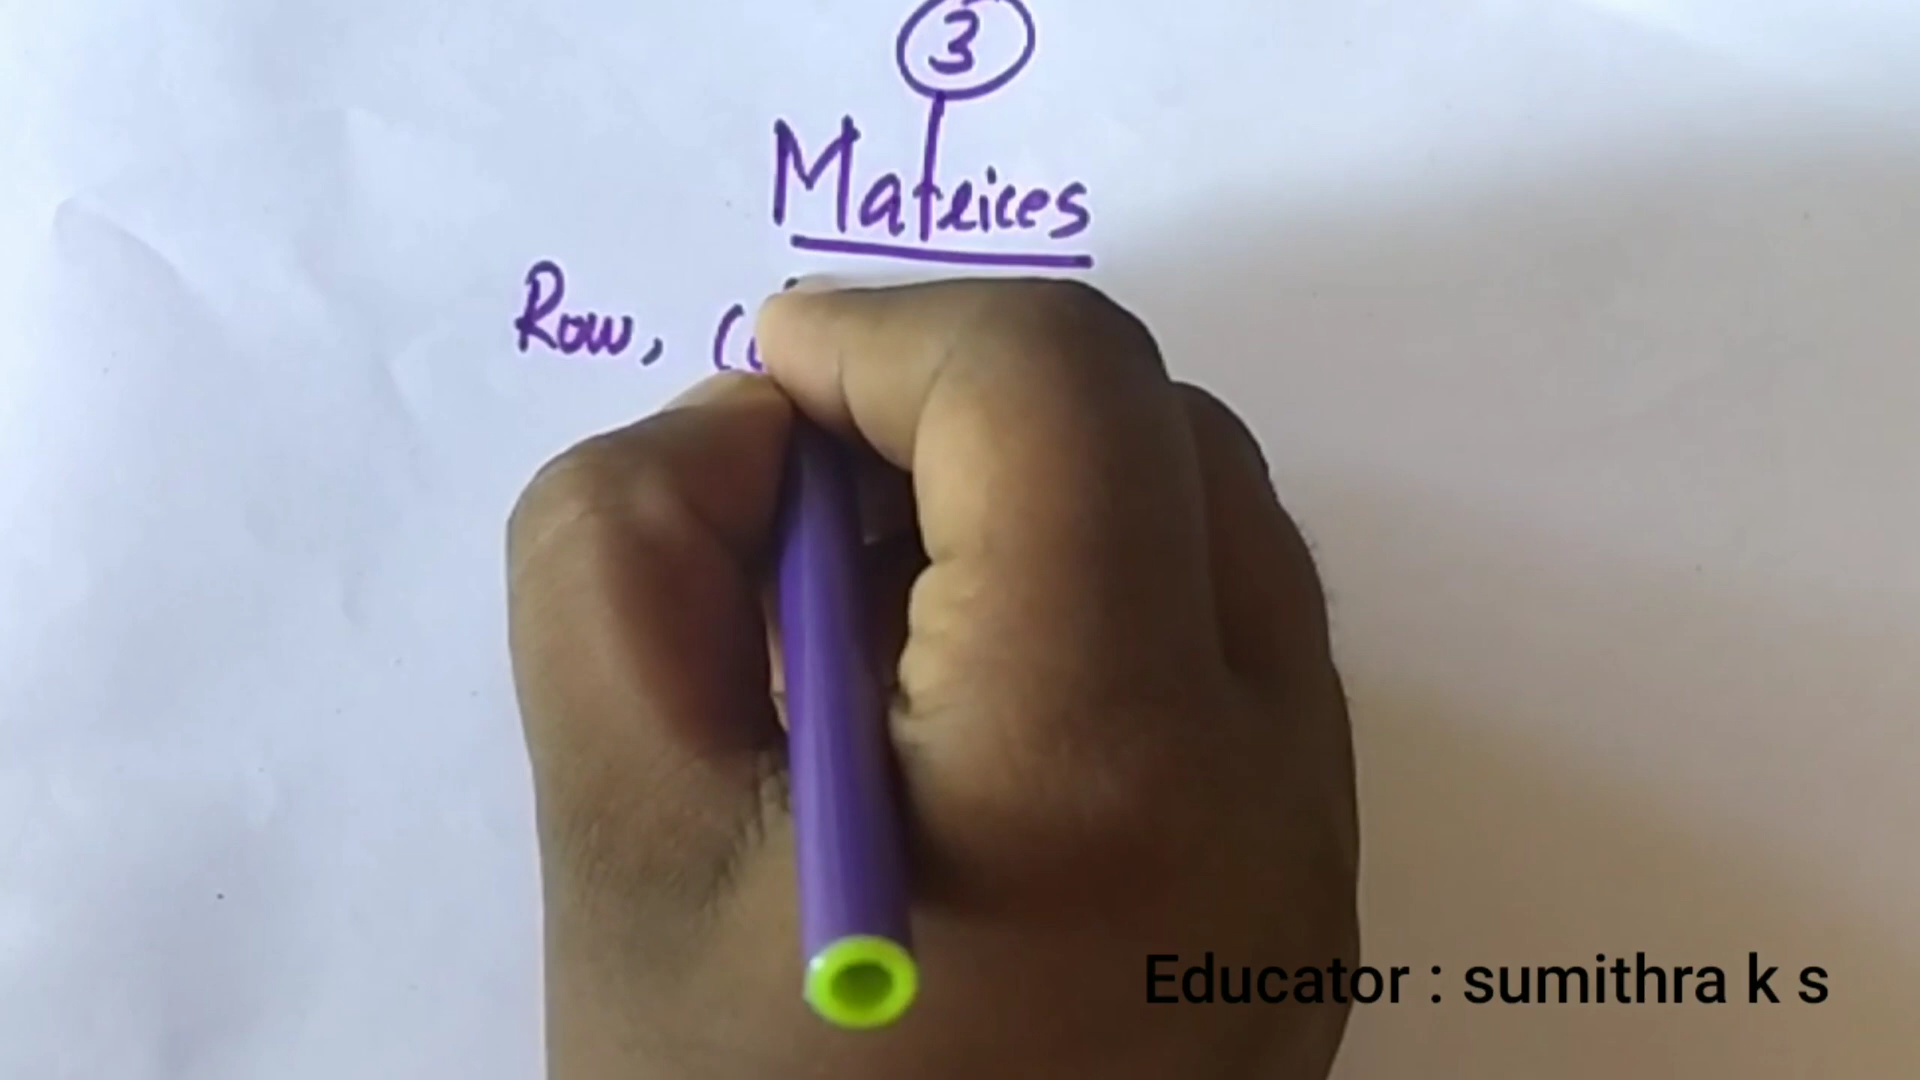 3
Matrices
Row,
Educator : sumithra k s